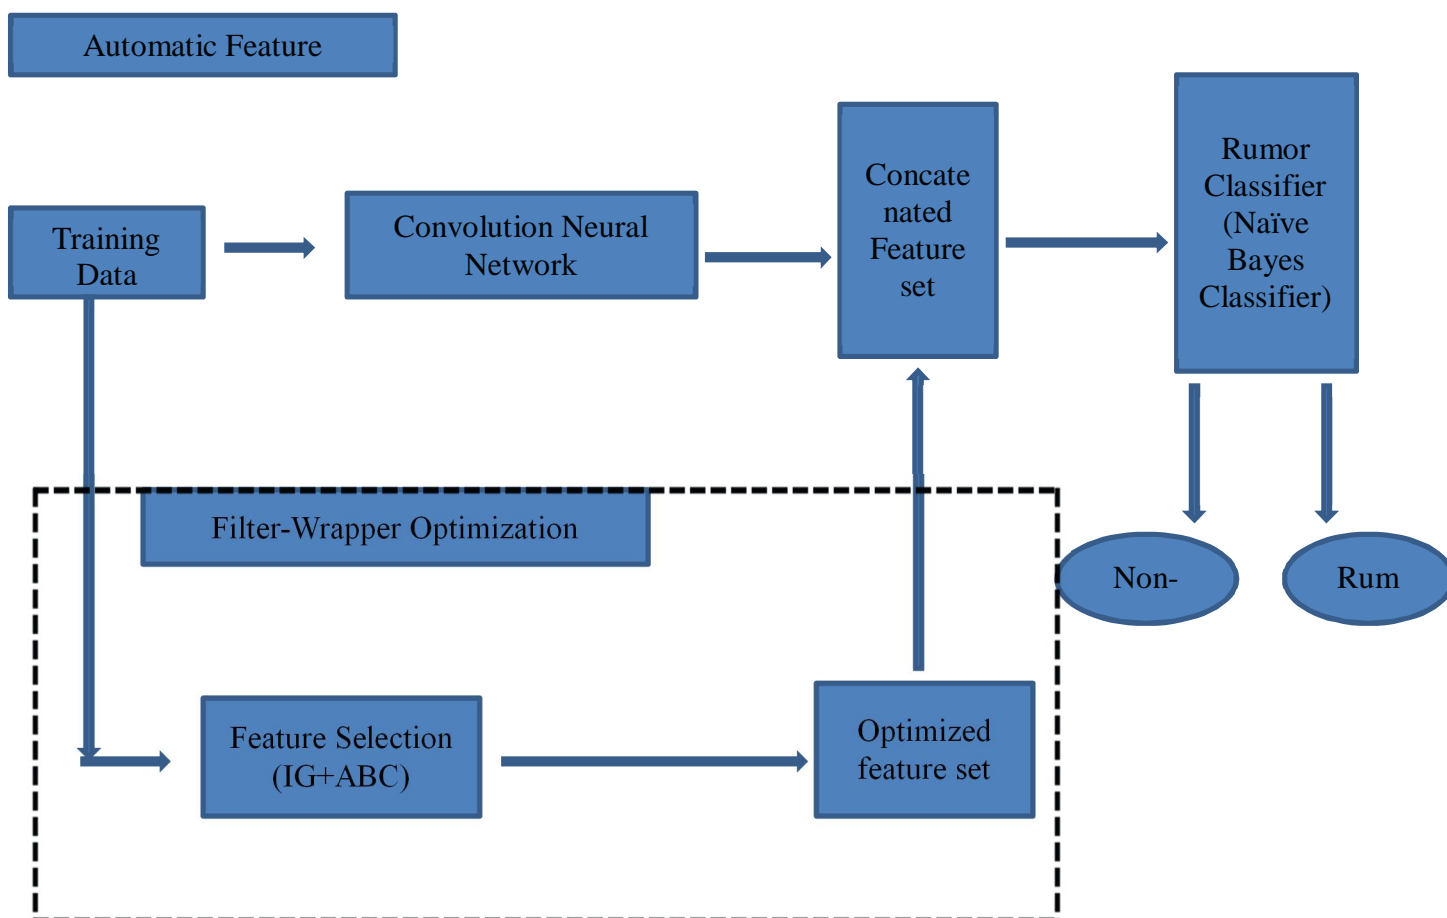 Automatic Feature
Training
Data
Convolution Neural
Network
Concate
nated
Feature
set
Rumor
Classifier
(Naïve
Bayes
Classifier)
Non-
Rum
Filter-Wrapper Optimization
Feature Selection
(IG+ABC)
Optimized
feature set